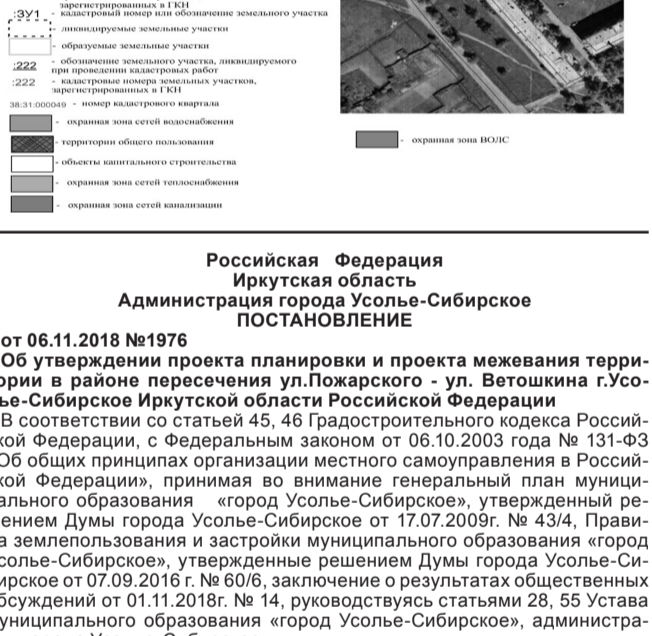 зарегистрированных в ГКН
:ЗУ1 - кадастровый номер или обозначение земельного участка
- ликвидируемые земельные участки
- образуемые земельные участки
:222 - обозначение земельного участка, ликвидируемого
при проведении кадастровых работ
:222 - кадастровые номера земельных участков,
зарегистрированных в ГКН
38:31:000049 - номер кадастрового квартала
- охранная зона сетей водоснабжения
- территории общего пользования
- объекты капитального строительства
- охранная зона сетей теплоснабжения
- охранная зона сетей канализации
- охранная зона ВОЛС
Российская Федерация
Иркутская область
Администрация города Усолье-Сибирское
ПОСТАНОВЛЕНИЕ
от 06.11.2018 №1976
Об утверждении проекта планировки и проекта межевания терри-
ории в районе пересечения ул.Пожарского - ул. Ветошкина г.Усо-
ье-Сибирское Иркутской области Российской Федерации
В соответствии со статьей 45, 46 Градостроительного кодекса Россий-
кой Федерации, с Федеральным законом от 06.10.2003 года № 131-ФЗ
Об общих принципах организации местного самоуправления в Россий-
кой Федерации», принимая во внимание генеральный план муници-
ального образования «город Усолье-Сибирское», утвержденный ре-
ением Думы города Усолье-Сибирское от 17.07.2009г. № 43/4, Прави-
а землепользования и застройки муниципального образования «город
солье-Сибирское», утвержденные решением Думы города Усолье-Си-
ирское от 07.09.2016 г. № 60/6, заключение о результатах общественных
бсуждений от 01.11.2018г. № 14, руководствуясь статьями 28, 55 Устава
униципального образования «город Усолье-Сибирское», администра-